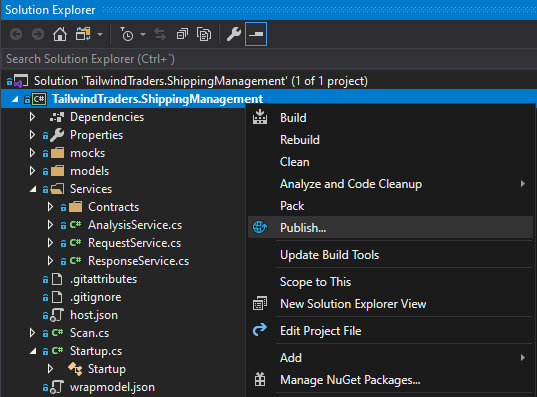 Solution Explorer
Search Solution Explorer (Ctrl+`)
Solution 'TailwindTraders.ShippingManagement' (1 of 1 project)
C# TailwindTraders.ShippingManagement
Dependencies
Properties
mocks
models
Services
Contracts
C# AnalysisService.cs
C# RequestService.cs
C# ResponseService.cs
.gitattributes
.gitignore
host.json
C# Scan.cs
C# Startup.cs
Startup
wrapmodel.json
Build
Rebuild
Clean
Analyze and Code Cleanup
Pack
Publish...
Update Build Tools
Scope to This
New Solution Explorer View
Edit Project File
Add
Manage NuGet Packages...